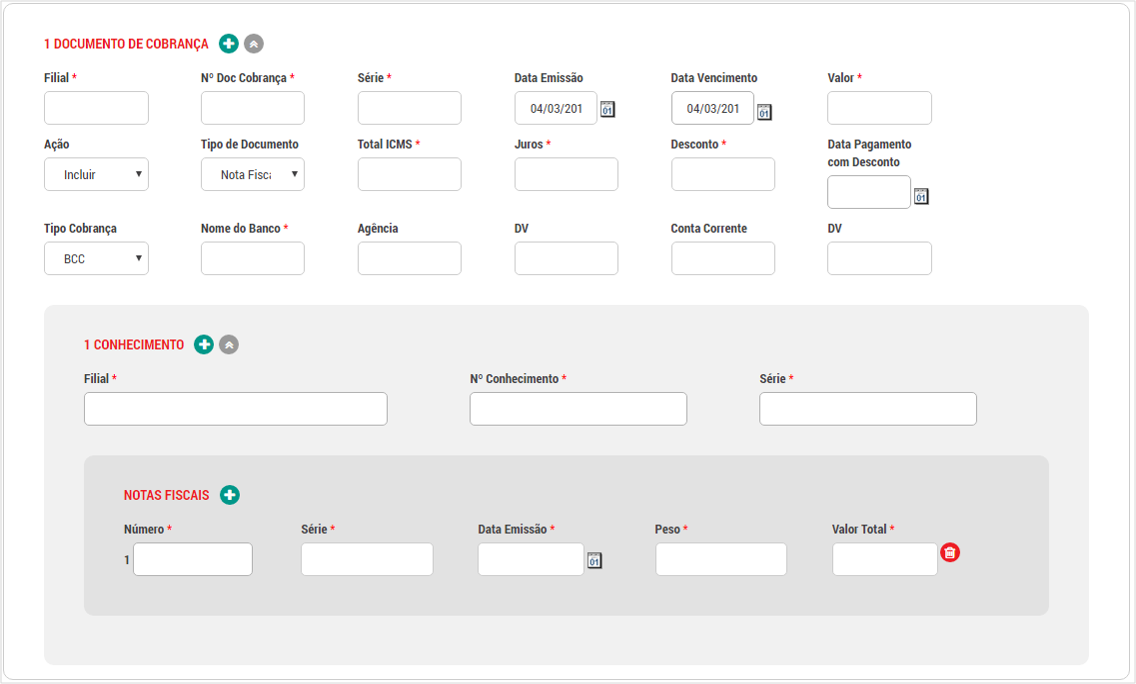 1 DOCUMENTO DE COBRANÇA
Filial * Nº Doc Cobrança * Série * Data Emissão Data Vencimento Valor *
04/03/201 01 04/03/201 01
Ação Tipo de Documento Total ICMS * Juros * Desconto * Data Pagamento
com Desconto
Incluir Nota Fisca
01
Tipo Cobrança Nome do Banco * Agência DV Conta Corrente DV
BCC
1 CONHECIMENTO
Filial * Nº Conhecimento * Série *
NOTAS FISCAIS
Número * Série * Data Emissão * Peso * Valor Total *
1 01